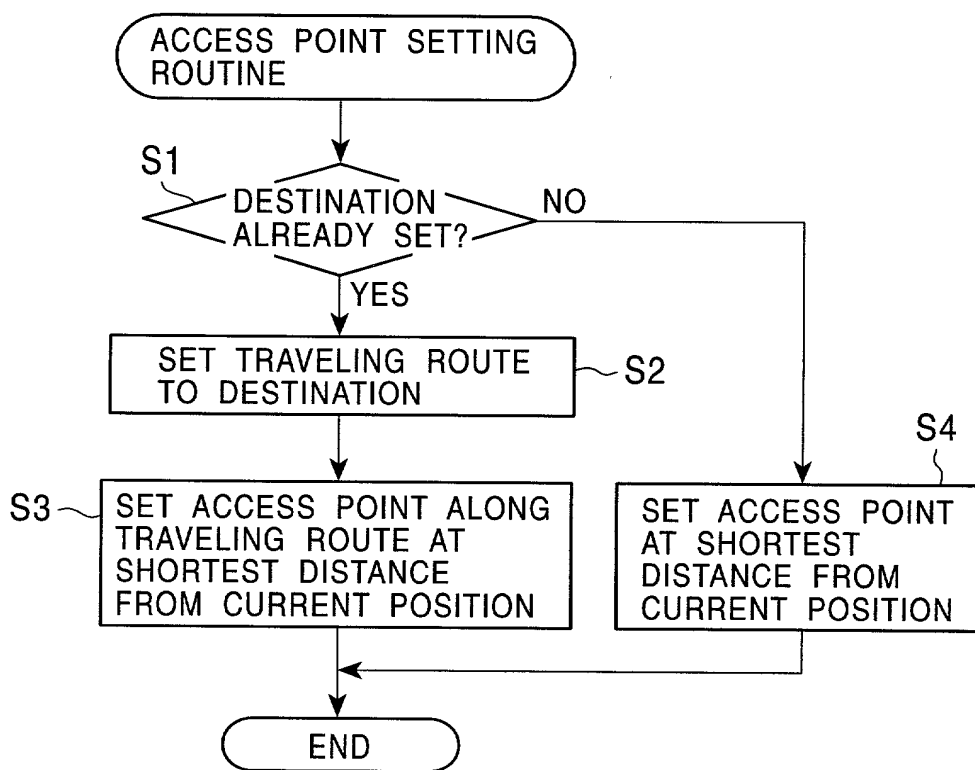 ACCESS POINT SETTING
ROUTINE
S1
DESTINATION
ALREADY SET?
NO
YES
SET TRAVELING ROUTE
TO DESTINATION
S2
S3
SET ACCESS POINT ALONG
TRAVELING ROUTE AT
SHORTEST DISTANCE
FROM CURRENT POSITION
S4
SET ACCESS POINT
AT SHORTEST
DISTANCE FROM
CURRENT POSITION
END